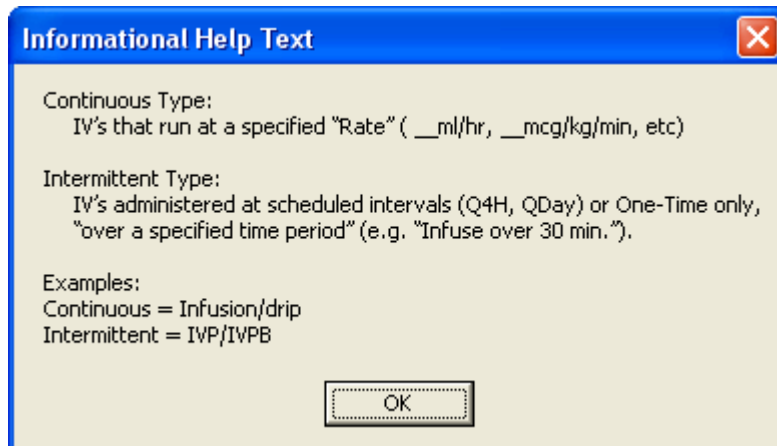 Informational Help Text
Continuous Type:
IV's that run at a specified "Rate" ( __ml/hr, __mcg/kg/min, etc)
Intermittent Type:
IV's administered at scheduled intervals (Q4H, QDay) or One-Time only,
"over a specified time period" (e.g. "Infuse over 30 min.").
Examples:
Continuous = Infusion/drip
Intermittent = IVP/IVPB
OK